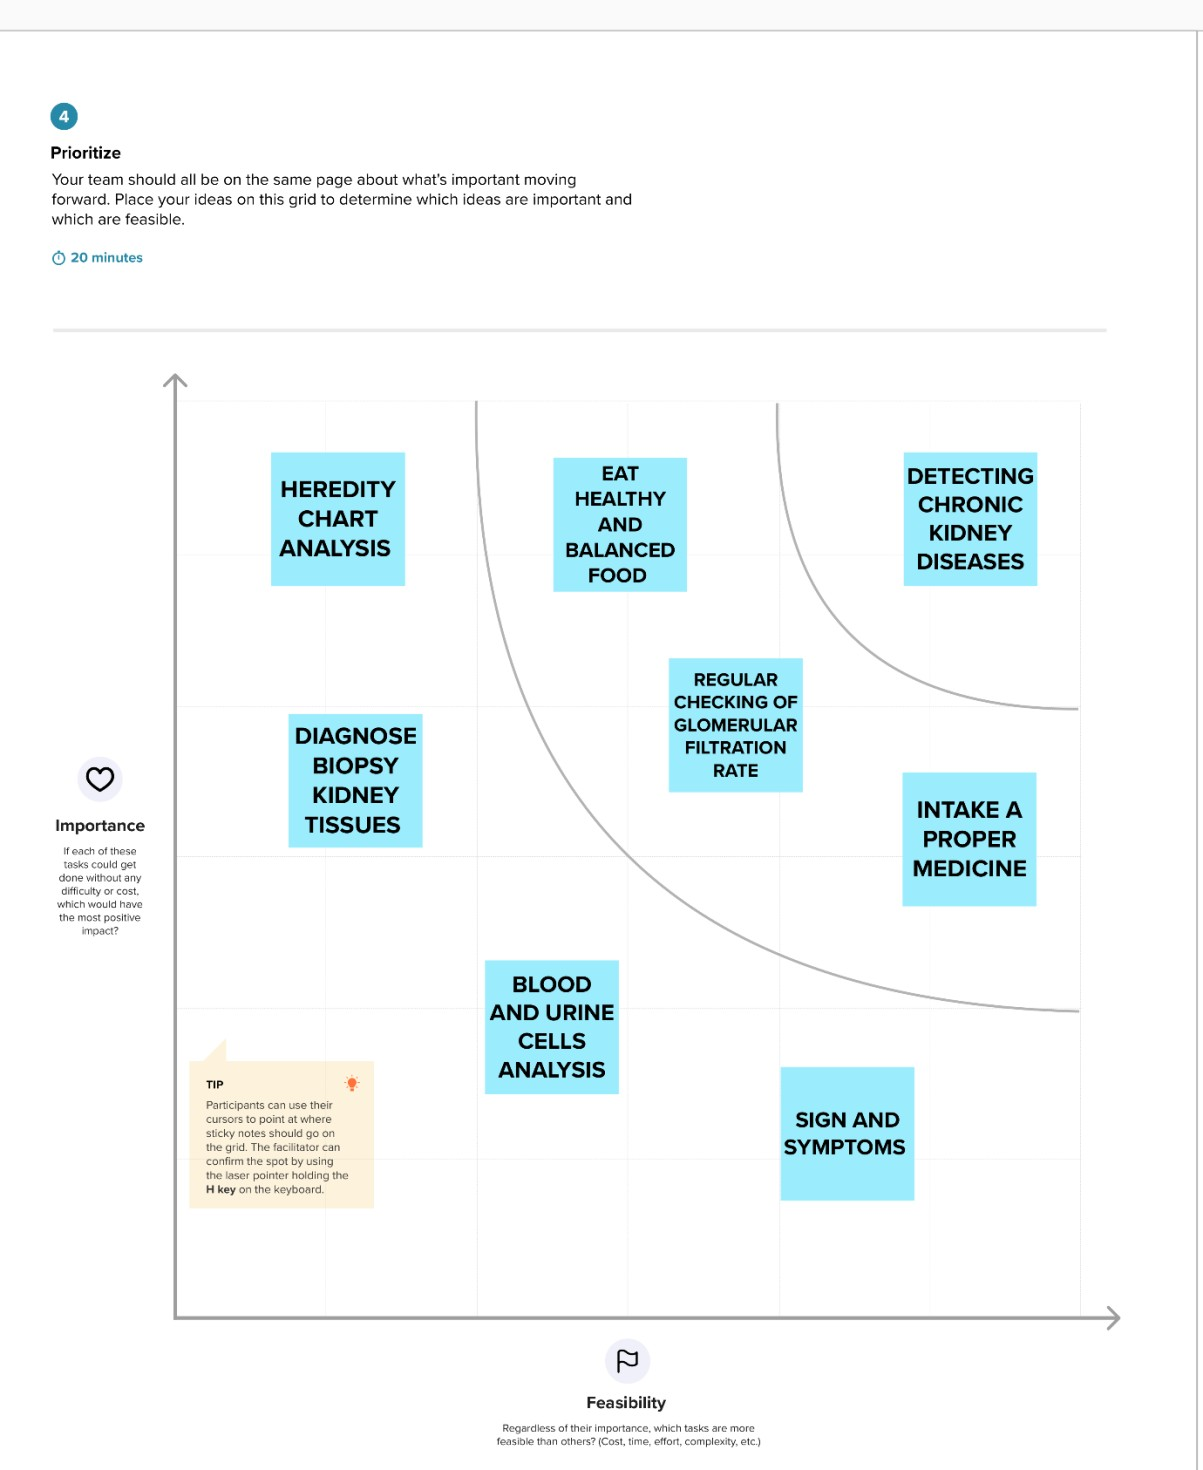 4
Prioritize
Your team should all be on the same page about what's important moving
forward. Place your ideas on this grid to determine which ideas are important and
which are feasible.
20 minutes
HEREDITY
CHART
ANALYSIS
EAT
HEALTHY
AND
BALANCED
FOOD
DETECTING
CHRONIC
KIDNEY
DISEASES
REGULAR
CHECKING OF
GLOMERULAR
FILTRATION
RATE
DIAGNOSE
BIOPSY
KIDNEY
TISSUES
INTAKE A
PROPER
MEDICINE
Importance
If each of these
tasks could get
done without any
difficulty or cost,
which would have
the most positive
impact?
BLOOD
AND URINE
CELLS
ANALYSIS
TIP
Participants can use their
cursors to point at where
sticky notes should go on
the grid. The facilitator can
confirm the spot by using
the laser pointer holding the
H key on the keyboard.
SIGN AND
SYMPTOMS
Feasibility
Regardless of their importance, which tasks are more
feasible than others? (Cost, time, effort, complexity, etc.)